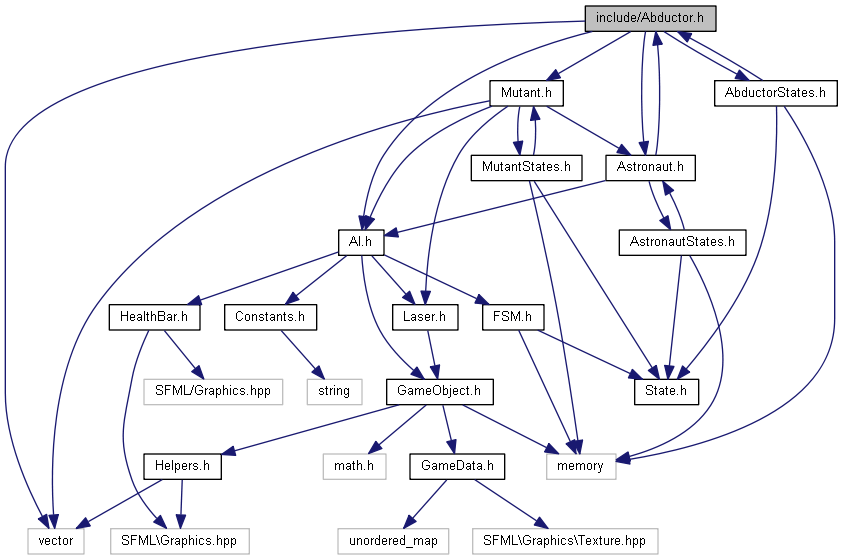 include/Abductor.h
Mutant.h
AbductorStates.h
MutantStates.h
Astronaut.h
AI.h
AstronautStates.h
HealthBar.h
Constants.h
Laser.h
FSM.h
SFML/Graphics.hpp
string
GameObject.h
State.h
Helpers.h
math.h
GameData.h
memory
vector
SFML\Graphics.hpp
unordered_map
SFML\Graphics\Texture.hpp